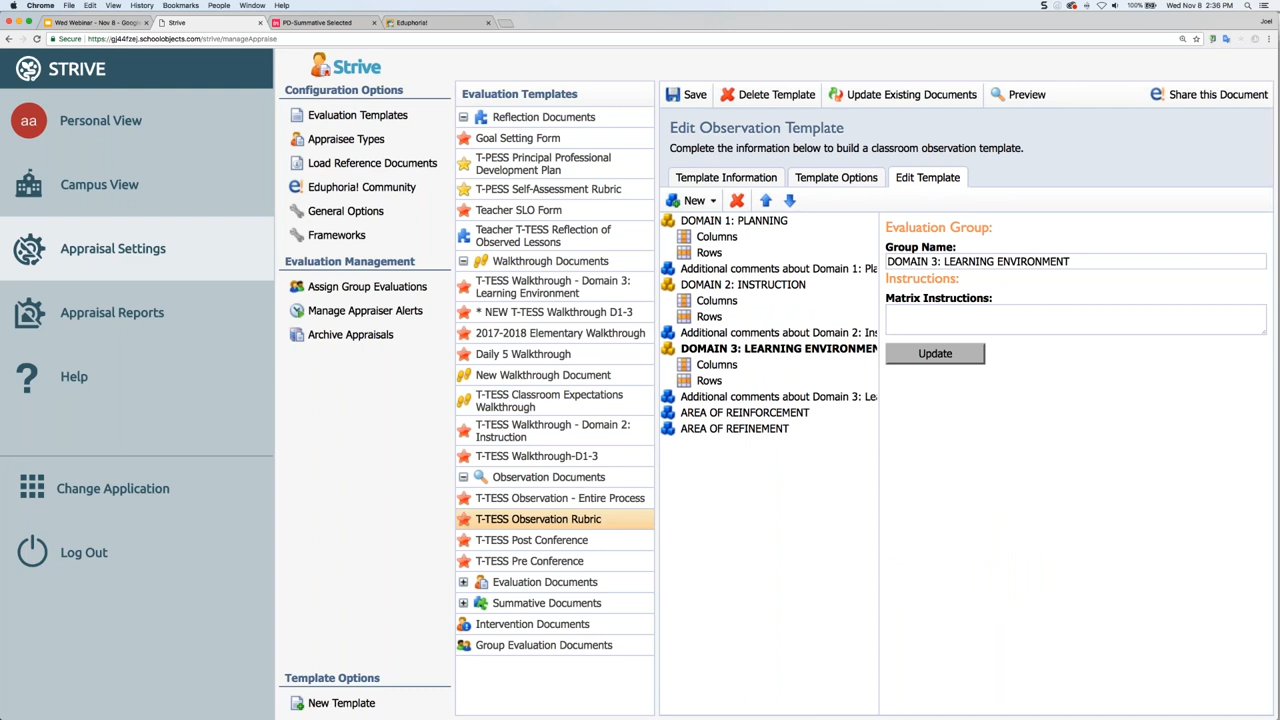 Chrome File Edit View History Bookmarks People Window Help
100% Wed Nov 8 2:36 PM
Wed Webinar - Nov 8 - Google
Strive
PD-Summative Selected
Eduphoria!
Joel
Secure https://gj44fzej.schoolobjects.com/strive/manageAppraise
STRIVE
aa Personal View
Campus View
Appraisal Settings
Appraisal Reports
Help
Change Application
Log Out
Strive
Configuration Options
Evaluation Templates
Appraisee Types
Load Reference Documents
Eduphoria! Community
General Options
Frameworks
Evaluation Management
Assign Group Evaluations
Manage Appraiser Alerts
Archive Appraisals
Template Options
New Template
Evaluation Templates
Reflection Documents
Goal Setting Form
T-PESS Principal Professional
Development Plan
T-PESS Self-Assessment Rubric
Teacher SLO Form
Teacher T-TESS Reflection of
Observed Lessons
Walkthrough Documents
T-TESS Walkthrough - Domain 3:
Learning Environment
* NEW T-TESS Walkthrough D1-3
2017-2018 Elementary Walkthrough
Daily 5 Walkthrough
New Walkthrough Document
T-TESS Classroom Expectations
Walkthrough
T-TESS Walkthrough - Domain 2:
Instruction
T-TESS Walkthrough-D1-3
Observation Documents
T-TESS Observation - Entire Process
T-TESS Observation Rubric
T-TESS Post Conference
T-TESS Pre Conference
Evaluation Documents
Summative Documents
Intervention Documents
Group Evaluation Documents
Save Delete Template Update Existing Documents Preview Share this Document
Edit Observation Template
Complete the information below to build a classroom observation template.
Template Information Template Options Edit Template
New
DOMAIN 1: PLANNING
Columns
Rows
Additional comments about Domain 1: Pla
DOMAIN 2: INSTRUCTION
Columns
Rows
Additional comments about Domain 2: Ins
DOMAIN 3: LEARNING ENVIRONMEN
Columns
Rows
Additional comments about Domain 3: Lea
AREA OF REINFORCEMENT
AREA OF REFINEMENT
Evaluation Group:
Group Name:
DOMAIN 3: LEARNING ENVIRONMENT
Instructions:
Matrix Instructions:
Update